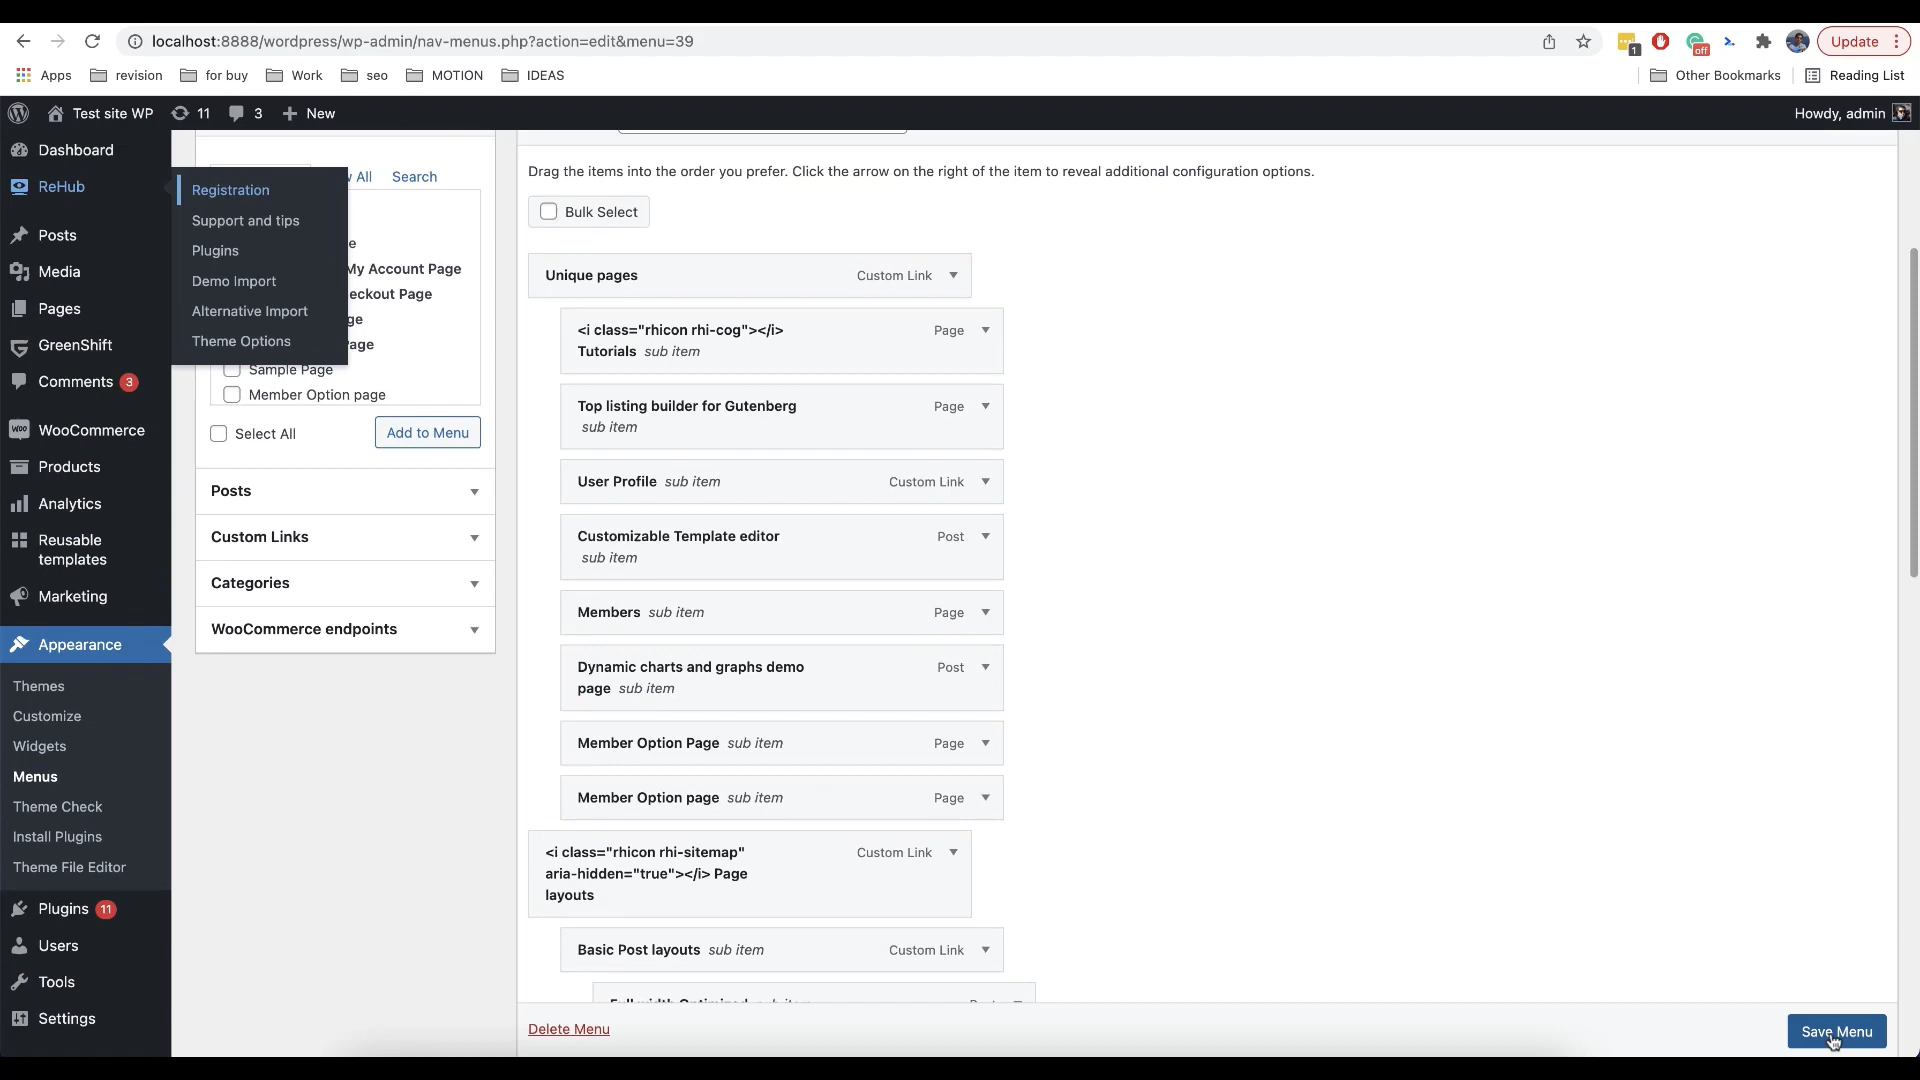 localhost:8888/wordpress/wp-admin/nav-menus.php?action=edit&menu=39
1
off
Update
Apps
revision
for buy
Work
seo
MOTION
IDEAS
Other Bookmarks
Reading List
Test site WP
11
3
New
Howdy, admin
Dashboard
ReHub
Posts
Media
Pages
GreenShift
Comments 3
WooCommerce
Products
Analytics
Reusable
templates
Marketing
Appearance
Themes
Customize
Widgets
Menus
Theme Check
Install Plugins
Theme File Editor
Plugins 11
Users
Tools
Settings
Registration
Support and tips
Plugins
Demo Import
Alternative Import
Theme Options
All
Search
My Account Page
Page
Sample Page
Member Option page
Select All
Add to Menu
Posts
Custom Links
Categories
WooCommerce endpoints
Drag the items into the order you prefer. Click the arrow on the right of the item to reveal additional configuration options.
Bulk Select
Unique pages Custom Link
<i class="rhicon rhi-cog"></i> Page
Tutorials sub item
Top listing builder for Gutenberg Page
sub item
User Profile sub item Custom Link
Customizable Template editor Post
sub item
Members sub item Page
Dynamic charts and graphs demo Post
page sub item
Member Option Page sub item Page
Member Option page sub item Page
<i class="rhicon rhi-sitemap" Custom Link
aria-hidden="true"></i> Page
layouts
Basic Post layouts sub item Custom Link
Delete Menu
Save Menu